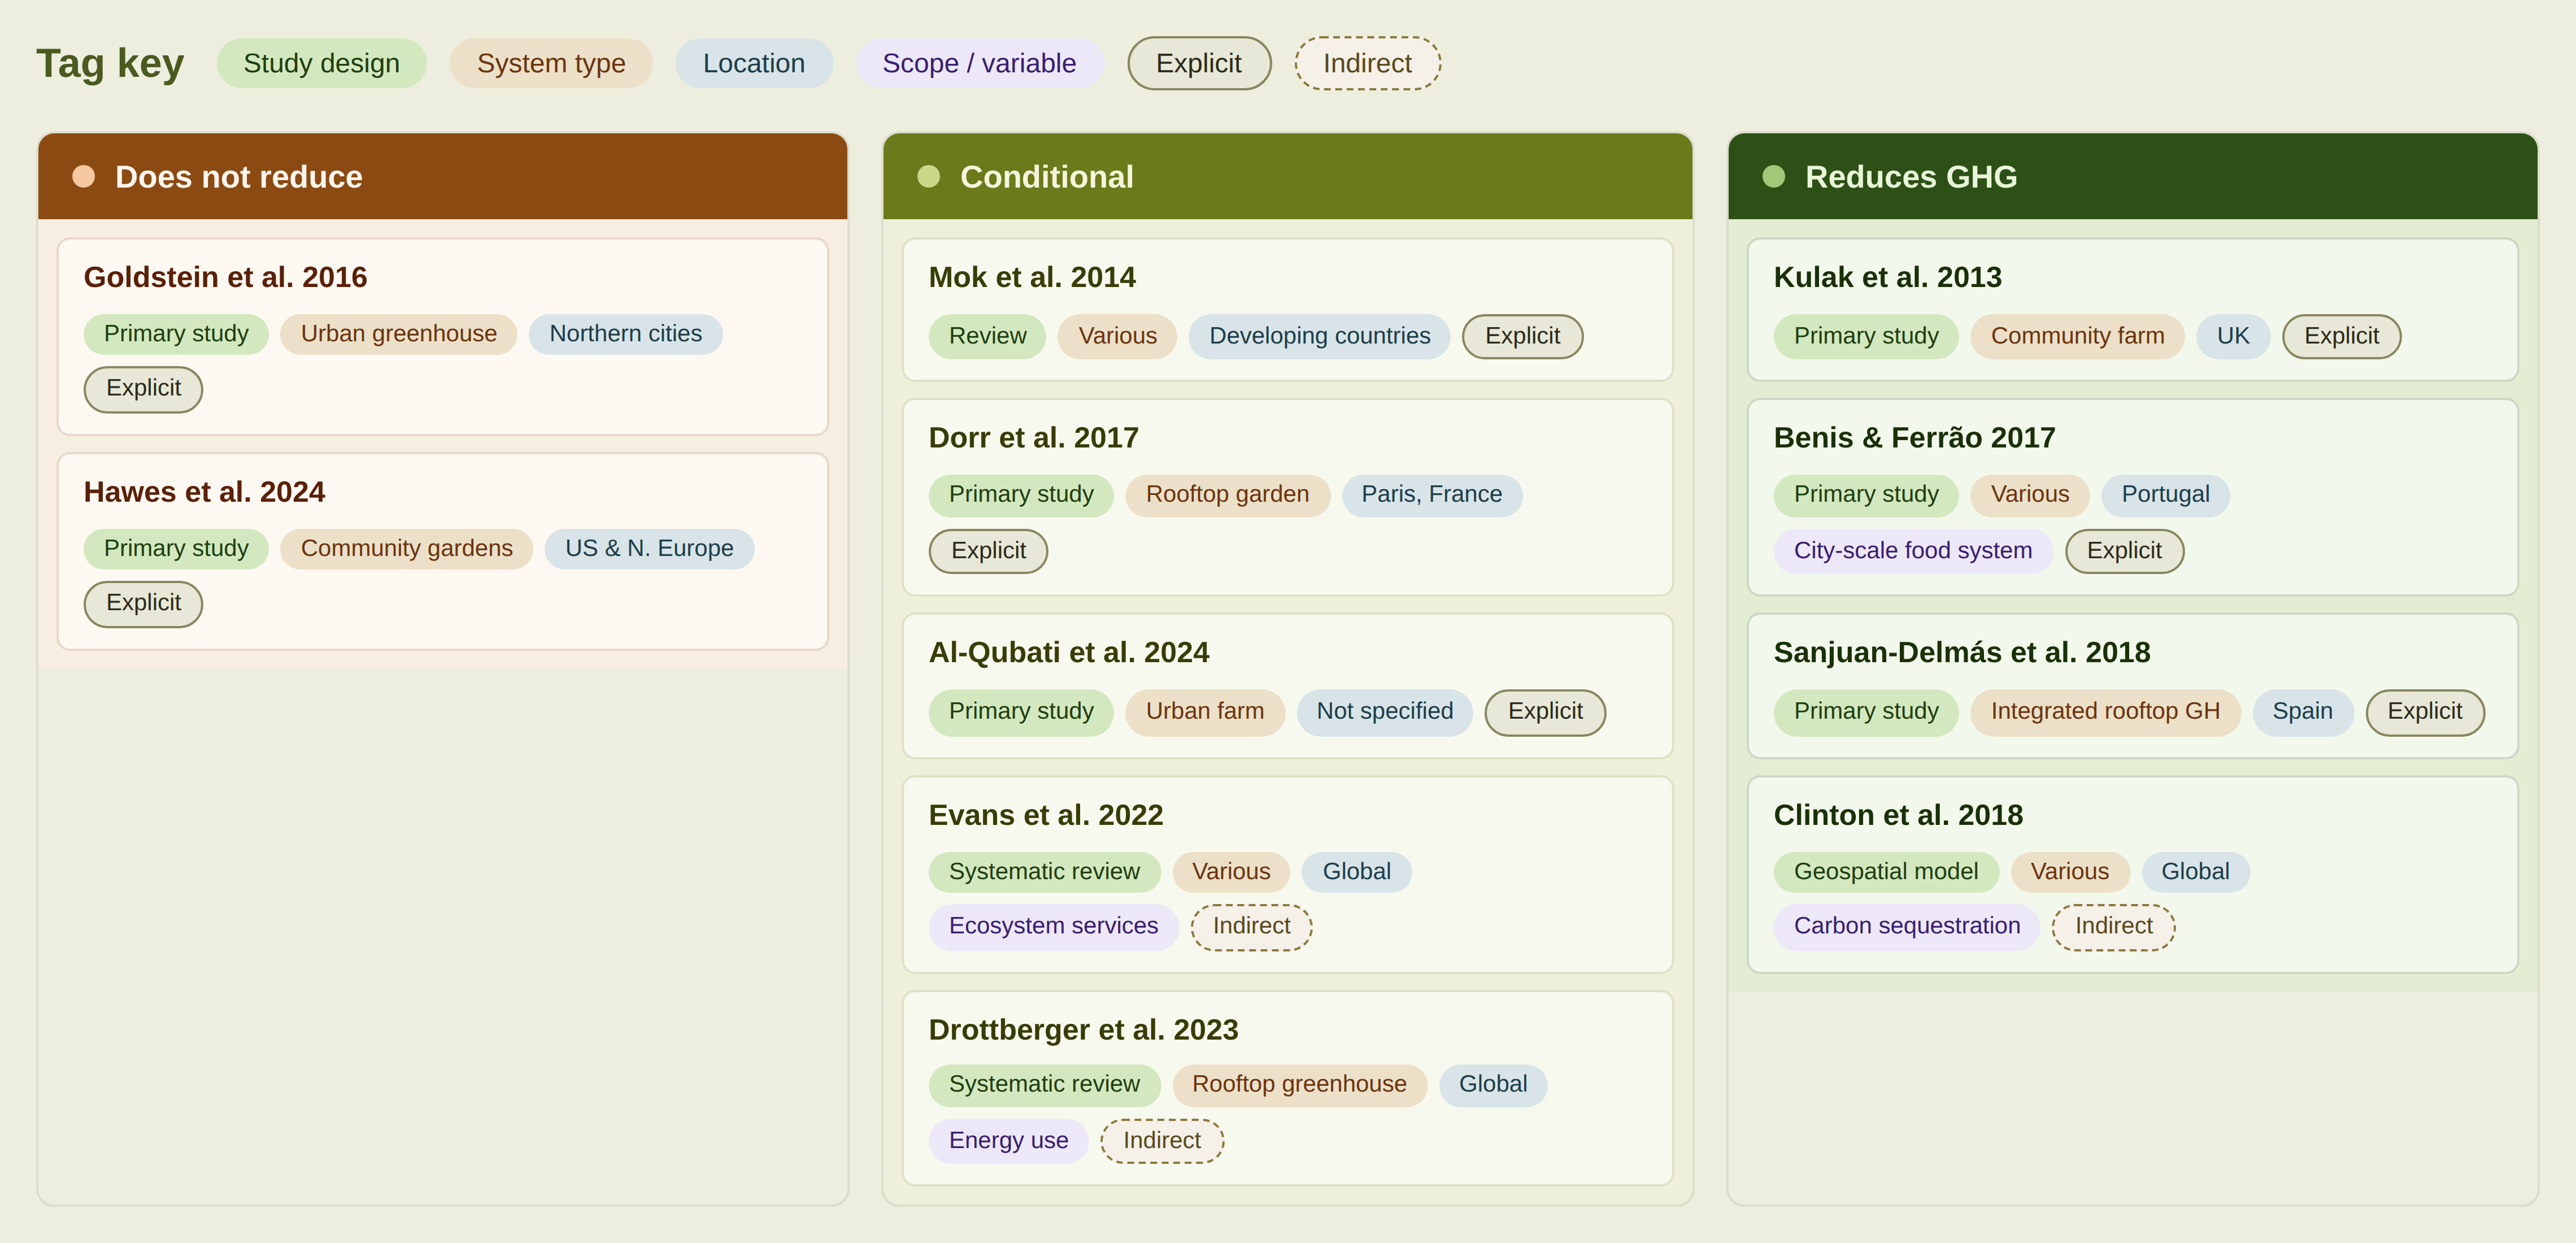 Tag key Study design System type Location Scope / variable Explicit Indirect
Does not reduce
Goldstein et al. 2016
Primary study Urban greenhouse Northern cities
Explicit
Hawes et al. 2024
Primary study Community gardens US & N. Europe
Explicit
Conditional
Mok et al. 2014
Review Various Developing countries Explicit
Dorr et al. 2017
Primary study Rooftop garden Paris, France
Explicit
Al-Qubati et al. 2024
Primary study Urban farm Not specified Explicit
Evans et al. 2022
Systematic review Various Global
Ecosystem services Indirect
Drottberger et al. 2023
Systematic review Rooftop greenhouse Global
Energy use Indirect
Reduces GHG
Kulak et al. 2013
Primary study Community farm UK Explicit
Benis & Ferrão 2017
Primary study Various Portugal
City-scale food system Explicit
Sanjuan-Delmás et al. 2018
Primary study Integrated rooftop GH Spain Explicit
Clinton et al. 2018
Geospatial model Various Global
Carbon sequestration Indirect